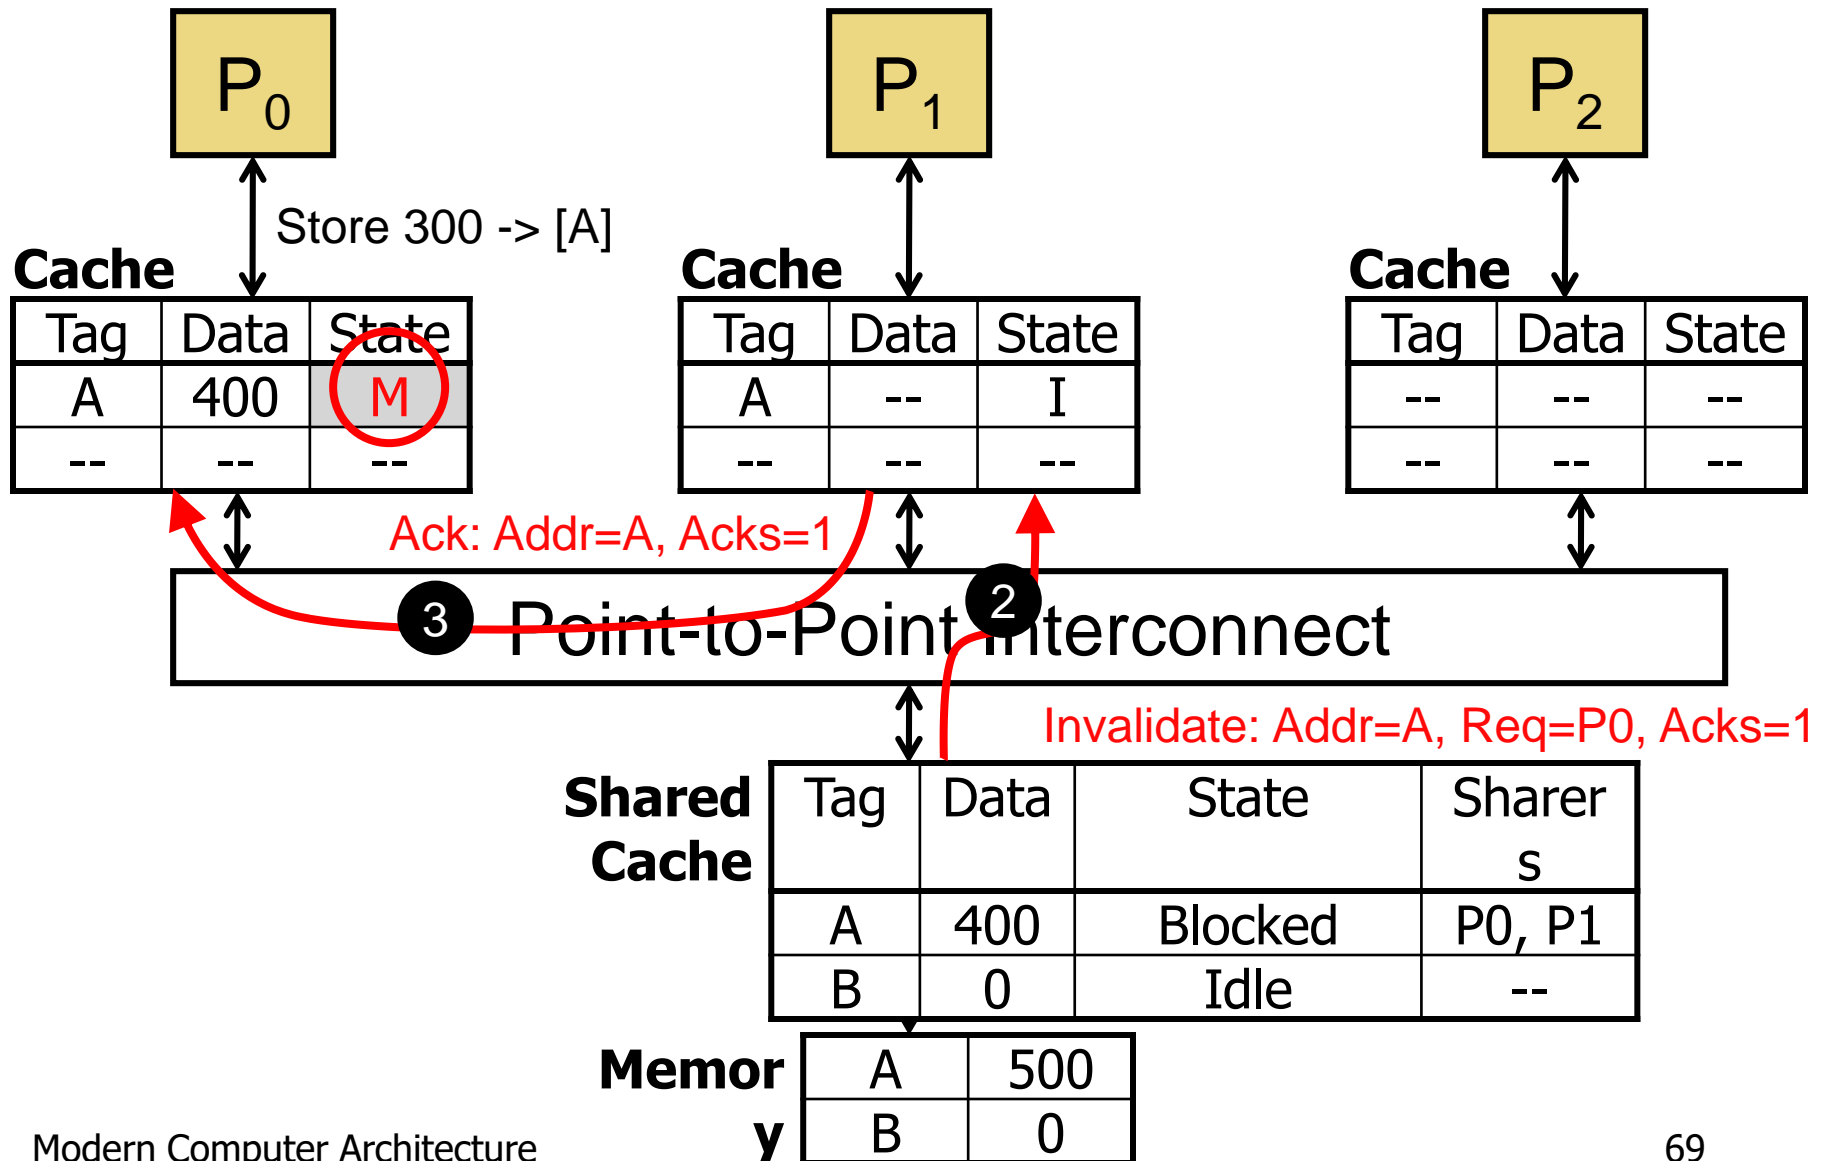 P0 P1 P2
Store 300 -> [A]
Cache Cache Cache
Tag Data State Tag Data State Tag Data State
A 400 M A -- I -- -- --
-- -- -- -- -- -- -- -- --
Ack: Addr=A, Acks=1
3 Point-to-Point Interconnect 2
Invalidate: Addr=A, Req=P0, Acks=1
Shared Tag Data State Sharer
Cache s
A 400 Blocked P0, P1
B 0 Idle --
Memor A 500
y B 0
Modern Computer Architecture 69